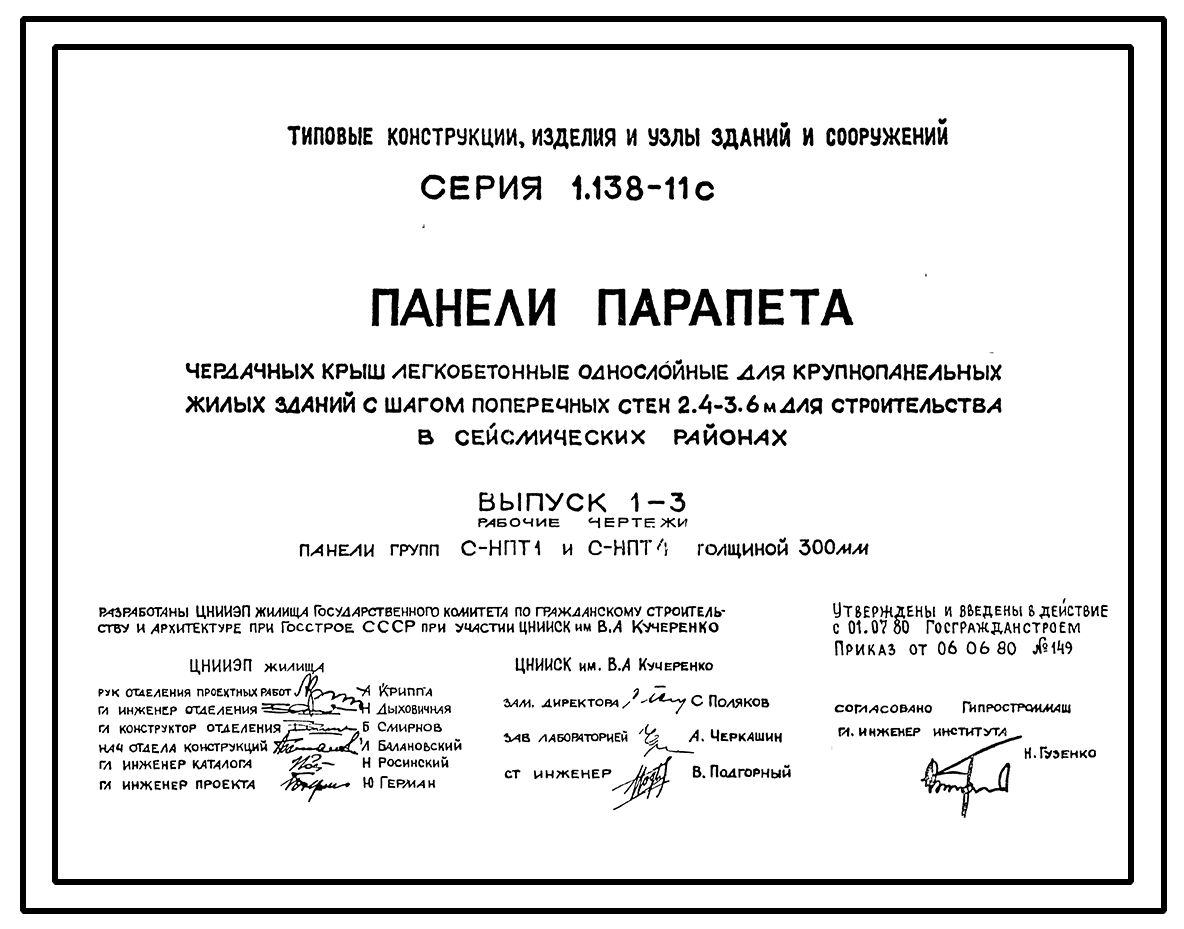 ТИПОВЫЕ КОНСТРУКЦИИ, ИЗДЕЛИЯ И УЗЛЫ ЗДАНИЙ И СООРУЖЕНИЙ
СЕРИЯ 1.138-11с
ПАНЕЛИ ПАРАПЕТА
ЧЕРДАЧНЫХ КРЫШ ЛЕГКОБЕТОННЫЕ ОДНОСЛОЙНЫЕ ДЛЯ КРУПНОПАНЕЛЬНЫХ
ЖИЛЫХ ЗДАНИЙ С ШАГОМ ПОПЕРЕЧНЫХ СТЕН 2.4-3.6 м ДЛЯ СТРОИТЕЛЬСТВА
В СЕЙСМИЧЕСКИХ РАЙОНАХ
ВЫПУСК 1-3
РАБОЧИЕ ЧЕРТЕЖИ
ПАНЕЛИ ГРУПП С-НПТ1 И С-НПТ4 ТОЛЩИНОЙ 300мм
РАЗРАБОТАНЫ ЦНИИЭП ЖИЛИЩА ГОСУДАРСТВЕННОГО КОМИТЕТА ПО ГРАЖДАНСКОМУ СТРОИТЕЛЬ-
СТВУ И АРХИТЕКТУРЕ ПРИ ГОССТРОЕ СССР ПРИ УЧАСТИИ ЦНИИСК ИМ В.А КУЧЕРЕНКО
ЦНИИЭП ЖИЛИЩА
РУК ОТДЕЛЕНИЯ ПРОЕКТНЫХ РАБОТ А КРИППА
ГЛ ИНЖЕНЕР ОТДЕЛЕНИЯ Н ДЫХОВИЧНАЯ
ГЛ КОНСТРУКТОР ОТДЕЛЕНИЯ Б СМИРНОВ
НАЧ ОТДЕЛА КОНСТРУКЦИЙ Л БАЛАНОВСКИЙ
ГЛ ИНЖЕНЕР КАТАЛОГА Н РОСИНСКИЙ
ГЛ ИНЖЕНЕР ПРОЕКТА Ю ГЕРМАН
ЦНИИСК ИМ. В.А КУЧЕРЕНКО
ЗАМ. ДИРЕКТОРА С ПОЛЯКОВ
ЗАВ ЛАБОРАТОРИЕЙ А. ЧЕРКАШИН
СТ ИНЖЕНЕР В. ПОДГОРНЫЙ
УТВЕРЖДЕНЫ И ВВЕДЕНЫ В ДЕЙСТВИЕ
С 01.07 80 ГОСГРАЖДАНСТРОЕМ
ПРИКАЗ ОТ 06 06 80 №149
СОГЛАСОВАНО ГИПРОСТРОММАШ
ГЛ. ИНЖЕНЕР ИНСТИТУТА
Н. ГУЗЕНКО